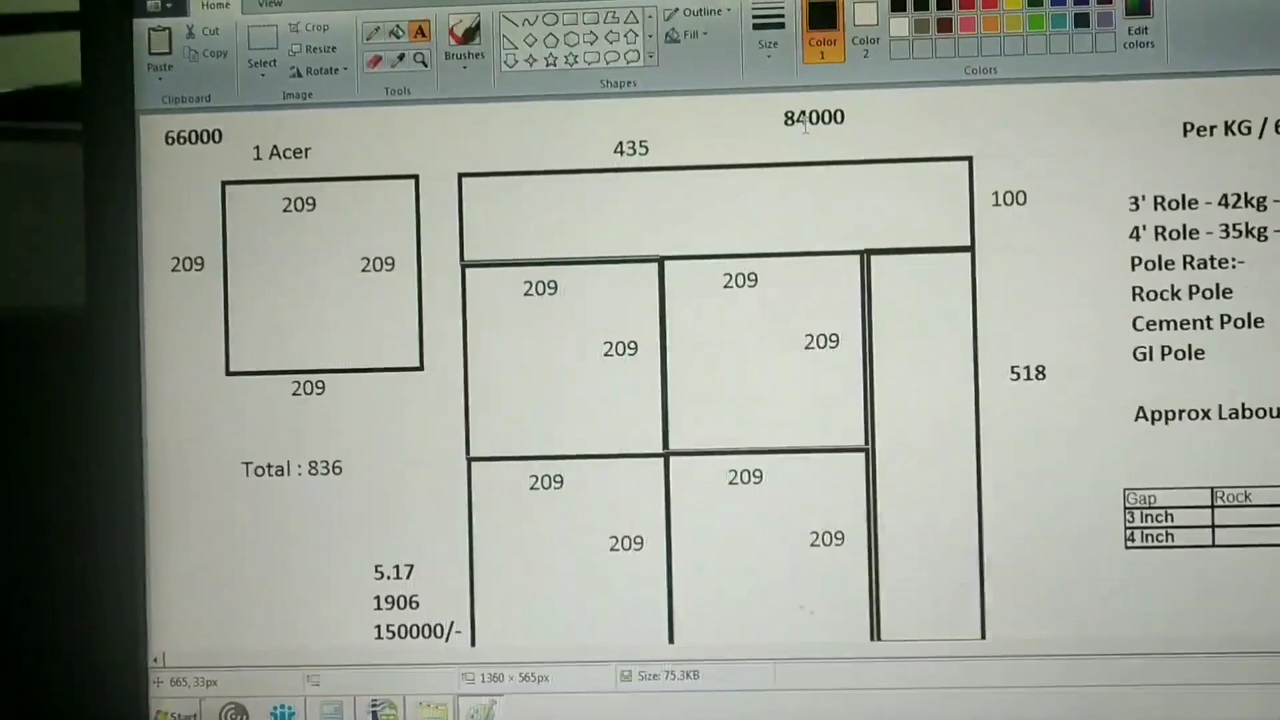 Home
View
Cut
Copy
Paste
Clipboard
Crop
Resize
Rotate
Select
Image
A
Tools
Brushes
Shapes
Outline
Fill
Size
Color 1
Color 2
Colors
Edit colors
66000
84000
1 Acer
435
Per KG / 6
209
209
209
209
100
3' Role - 42kg -
4' Role - 35kg -
Pole Rate:-
Rock Pole
Cement Pole
GI Pole
209
209
209
209
518
Approx Labou
Total : 836
209
209
209
209
Gap Rock
3 Inch
4 Inch
5.17
1906
150000/-
665, 33px
1360 × 565px
Size: 75.3KB
Start